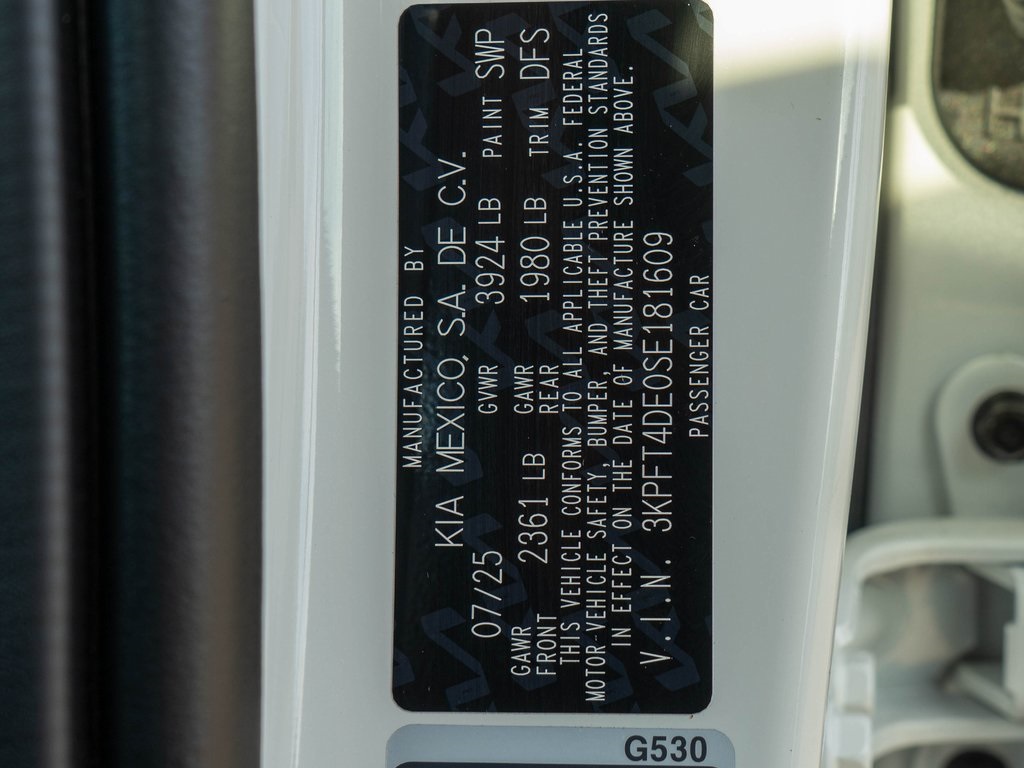 MANUFACTURED BY
KIA MEXICO, S.A. DE C.V.
07/25 GVWR 3924 LB PAINT SWP
GAWR FRONT 2361 LB GAWR REAR 1980 LB TRIM DFS
THIS VEHICLE CONFORMS TO ALL APPLICABLE U.S.A. FEDERAL
MOTOR-VEHICLE SAFETY, BUMPER, AND THEFT PREVENTION STANDARDS
IN EFFECT ON THE DATE OF MANUFACTURE SHOWN ABOVE.
V.I.N. 3KPFT4DE0SE181609
PASSENGER CAR
G530